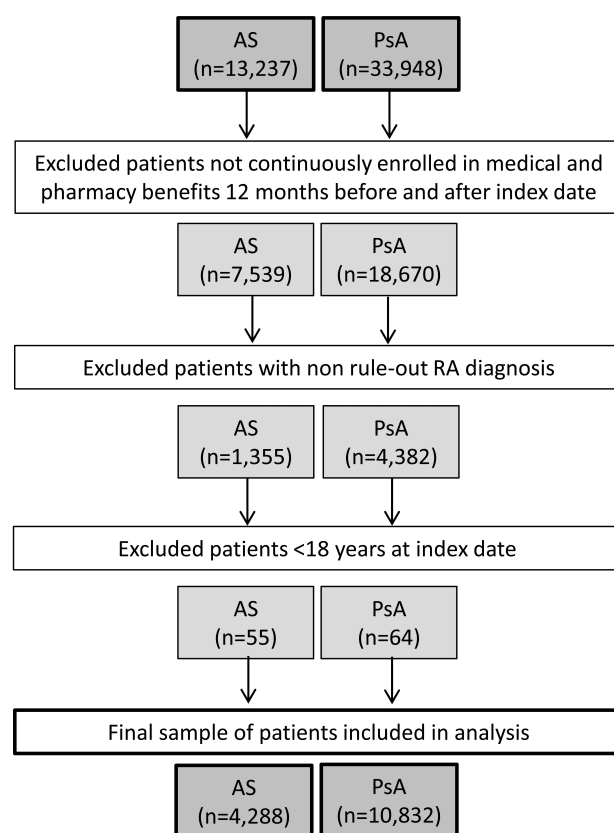 AS
(n=13,237)
PsA
(n=33,948)
Excluded patients not continuously enrolled in medical and
pharmacy benefits 12 months before and after index date
AS
(n=7,539)
PsA
(n=18,670)
Excluded patients with non rule-out RA diagnosis
AS
(n=1,355)
PsA
(n=4,382)
Excluded patients <18 years at index date
AS
(n=55)
PsA
(n=64)
Final sample of patients included in analysis
AS
(n=4,288)
PsA
(n=10,832)